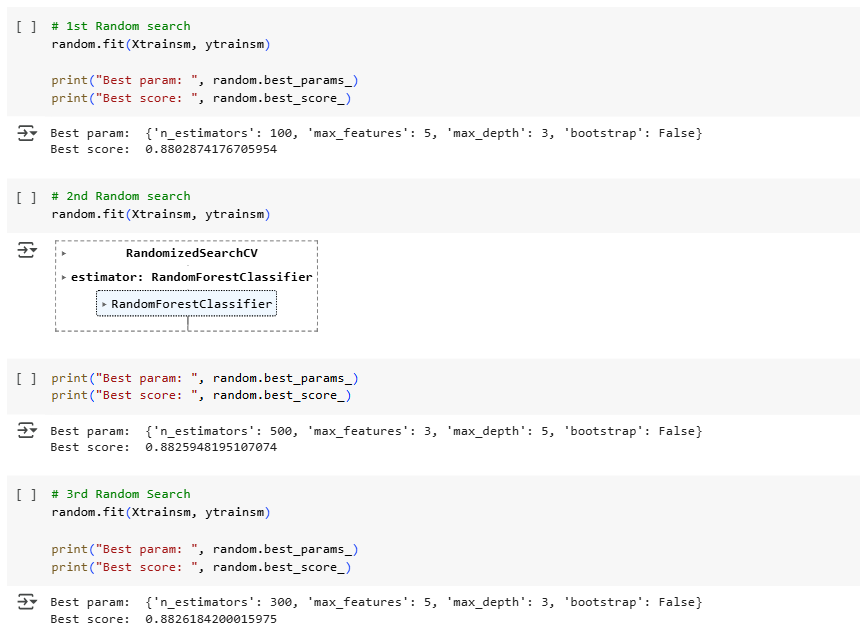 [ ] # 1st Random search
random.fit(Xtrainsm, ytrainsm)
print("Best param: ", random.best_params_)
print("Best score: ", random.best_score_)
Best param:  {'n_estimators': 100, 'max_features': 5, 'max_depth': 3, 'bootstrap': False}
Best score:  0.8802874176705954
[ ] # 2nd Random search
random.fit(Xtrainsm, ytrainsm)
RandomizedSearchCV
estimator: RandomForestClassifier
RandomForestClassifier
[ ] print("Best param: ", random.best_params_)
print("Best score: ", random.best_score_)
Best param:  {'n_estimators': 500, 'max_features': 3, 'max_depth': 5, 'bootstrap': False}
Best score:  0.8825948195107074
[ ] # 3rd Random Search
random.fit(Xtrainsm, ytrainsm)
print("Best param: ", random.best_params_)
print("Best score: ", random.best_score_)
Best param:  {'n_estimators': 300, 'max_features': 5, 'max_depth': 3, 'bootstrap': False}
Best score:  0.8826184200015975